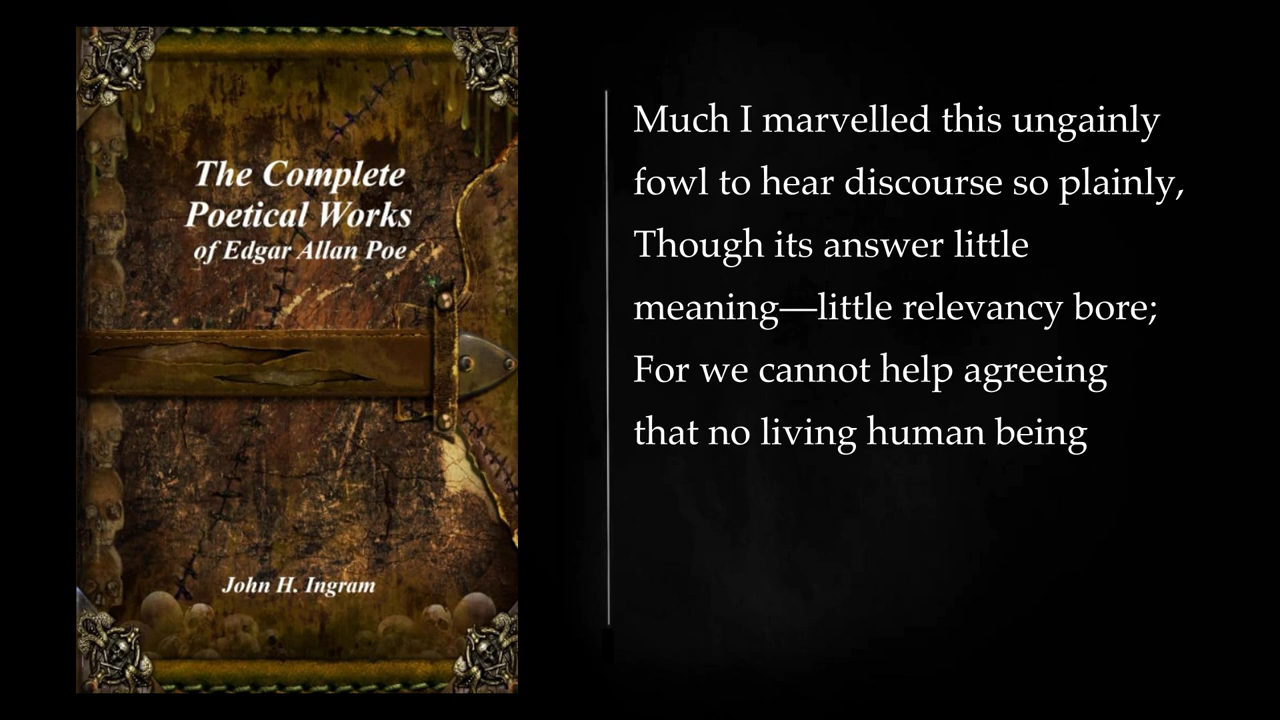 The Complete
Poetical Works
of Edgar Allan Poe
John H. Ingram
Much I marvelled this ungainly
fowl to hear discourse so plainly,
Though its answer little
meaning—little relevancy bore;
For we cannot help agreeing
that no living human being